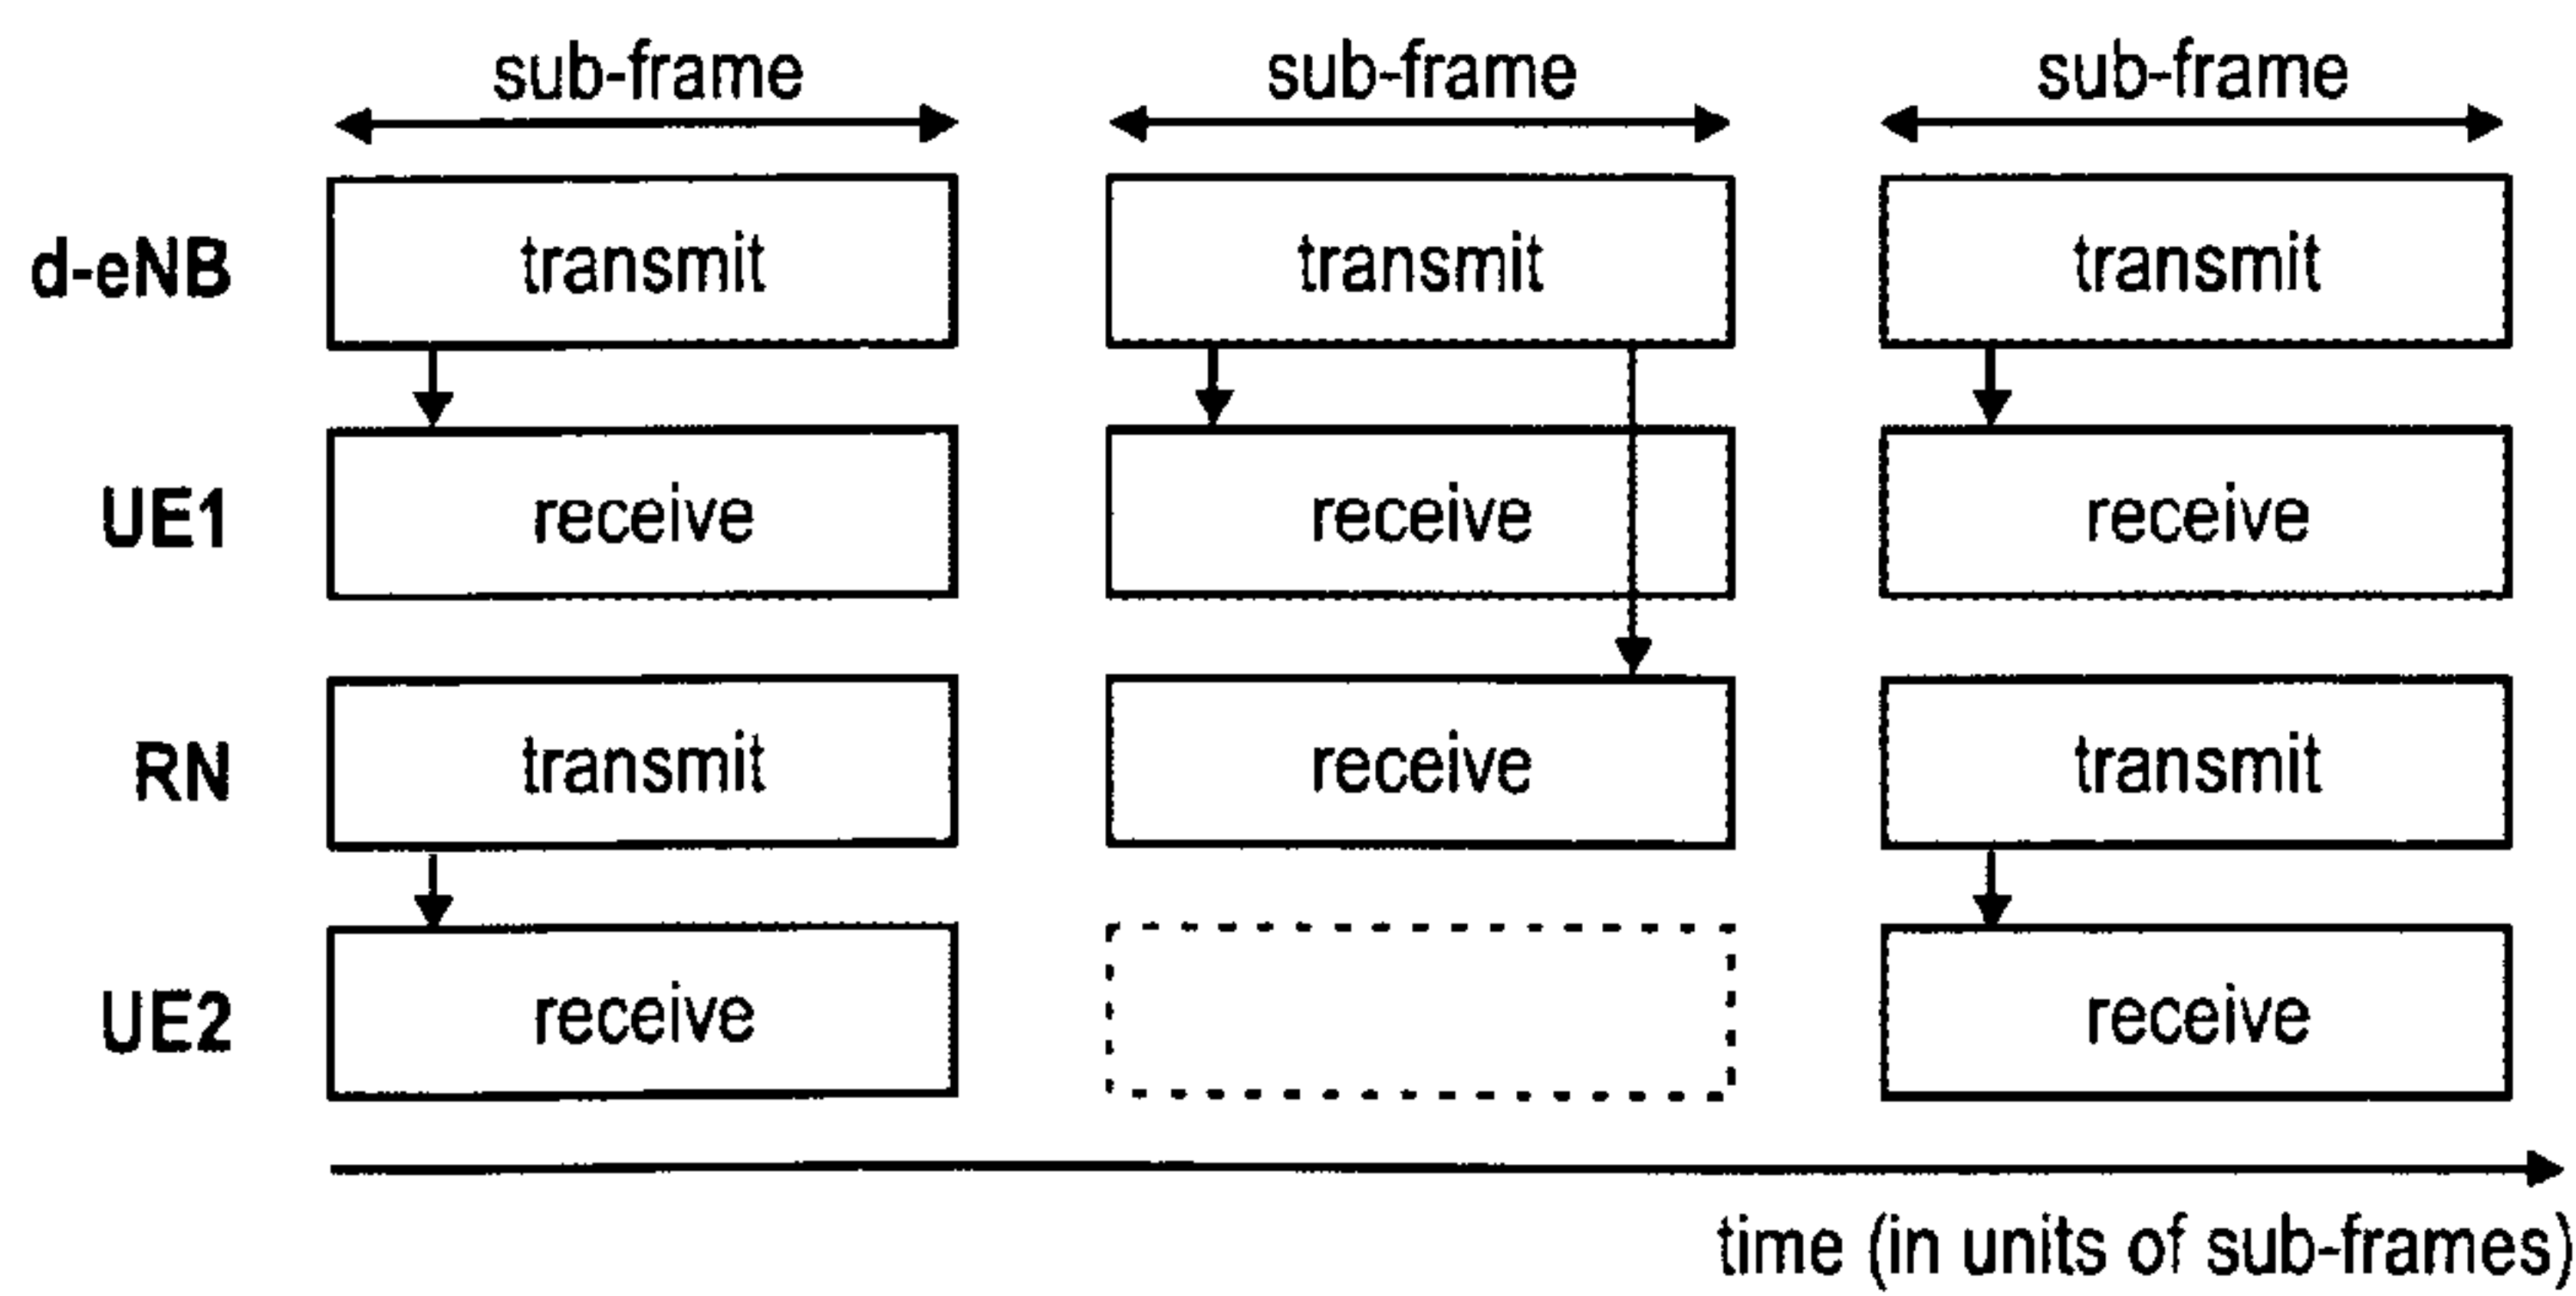 sub-frame sub-frame sub-frame
d-eNB transmit transmit transmit
UE1 receive receive receive
RN transmit receive transmit
UE2 receive receive
time (in units of sub-frames)